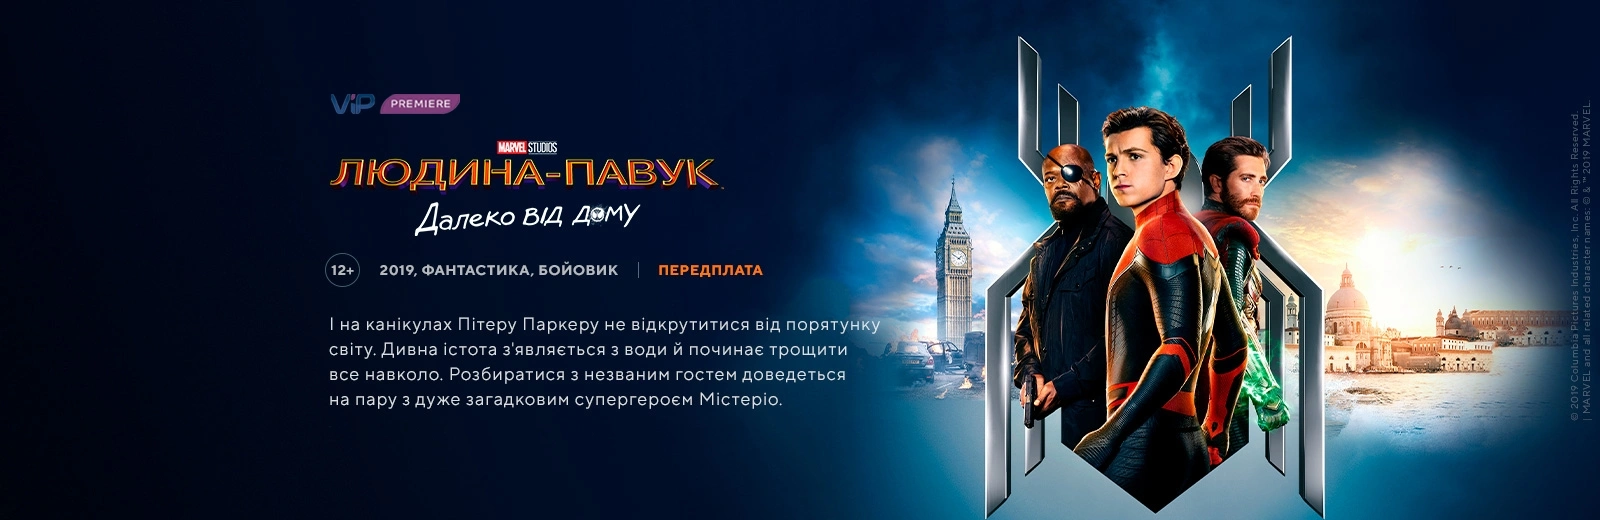 ViP PREMIERE
MARVEL STUDIOS
ЛЮДИНА-ПАВУК
Далеко від дому
12+ 2019, ФАНТАСТИКА, БОЙОВИК | ПЕРЕДПЛАТА
І на канікулах Пітеру Паркеру не відкрутитися від порятунку
світу. Дивна істота з'являється з води й починає трощити
все навколо. Розбиратися з незваним гостем доведеться
на пару з дуже загадковим супергероєм Містеріо.
© 2019 Columbia Pictures Industries, Inc. All Rights Reserved.
| MARVEL and all related character names: © & ™ 2019 MARVEL.